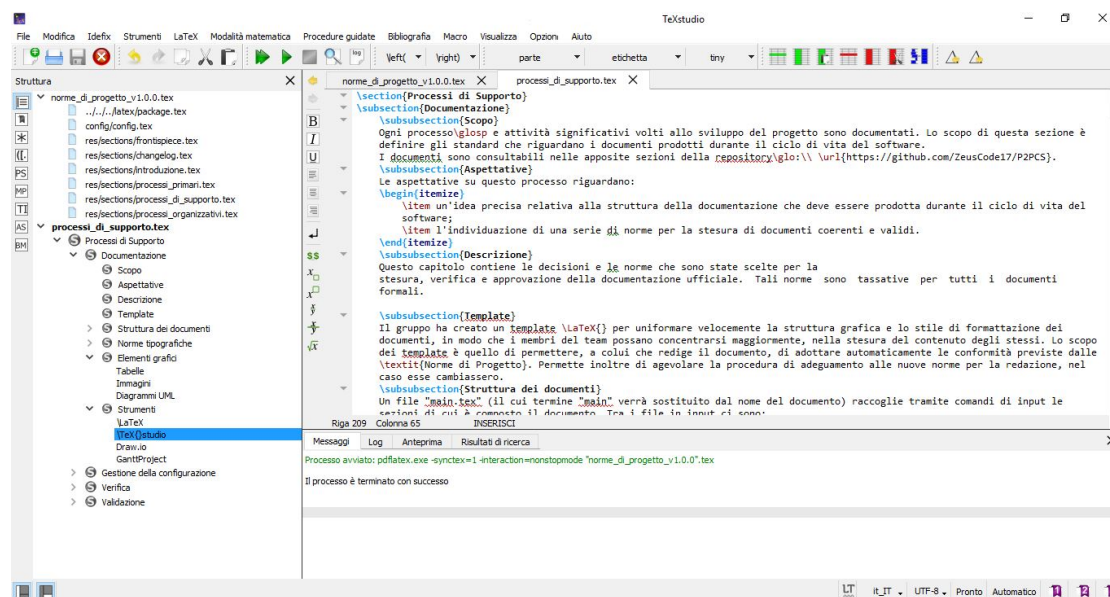 TeXstudio
File Modifica Idefix Strumenti LaTeX Modalità matematica Procedure guidate Bibliografia Macro Visualizza Opzioni Aiuto
log \left( \right) parte etichetta tiny
Struttura
norme_di_progetto_v1.0.0.tex
../../../latex/package.tex
config/config.tex
res/sections/frontispiece.tex
res/sections/changelog.tex
res/sections/introduzione.tex
res/sections/processi_primari.tex
res/sections/processi_di_supporto.tex
res/sections/processi_organizzativi.tex
processi_di_supporto.tex
Processi di Supporto
Documentazione
Scopo
Aspettative
Descrizione
Template
Struttura dei documenti
Norme tipografiche
Elementi grafici
Tabelle
Immagini
Diagrammi UML
Strumenti
\LaTeX
\TeX{}studio
Draw.io
GanttProject
Gestione della configurazione
Verifica
Validazione
PS
MP
TI
AS
BM
norme_di_progetto_v1.0.0.tex processi_di_supporto.tex
B
I
U
$$
\section{Processi di Supporto}
\subsection{Documentazione}
\subsubsection{Scopo}
Ogni processo\glosp e attività significativi volti allo sviluppo del progetto sono documentati. Lo scopo di questa sezione è
definire gli standard che riguardano i documenti prodotti durante il ciclo di vita del software.
I documenti sono consultabili nelle apposite sezioni della repository\glo:\\ \url{https://github.com/ZeusCode17/P2PCS}.
\subsubsection{Aspettative}
Le aspettative su questo processo riguardano:
\begin{itemize}
\item un'idea precisa relativa alla struttura della documentazione che deve essere prodotta durante il ciclo di vita del
software;
\item l'individuazione di una serie di norme per la stesura di documenti coerenti e validi.
\end{itemize}
\subsubsection{Descrizione}
Questo capitolo contiene le decisioni e le norme che sono state scelte per la
stesura, verifica e approvazione della documentazione ufficiale. Tali norme sono tassative per tutti i documenti
formali.
\subsubsection{Template}
Il gruppo ha creato un template \LaTeX{} per uniformare velocemente la struttura grafica e lo stile di formattazione dei
documenti, in modo che i membri del team possano concentrarsi maggiormente, nella stesura del contenuto degli stessi. Lo scopo
dei template è quello di permettere, a colui che redige il documento, di adottare automaticamente le conformità previste dalle
\textit{Norme di Progetto}. Permette inoltre di agevolare la procedura di adeguamento alle nuove norme per la redazione, nel
caso esse cambiassero.
\subsubsection{Struttura dei documenti}
Un file "main.tex" (il cui termine "main" verrà sostituito dal nome del documento) raccoglie tramite comandi di input le
sezioni di cui è composto il documento. Tra i file in input ci sono:
Riga 209 Colonna 65 INSERISCI
Messaggi Log Anteprima Risultati di ricerca
Processo avviato: pdflatex.exe -synctex=1 -interaction=nonstopmode "norme_di_progetto_v1.0.0".tex
Il processo è terminato con successo
LT it_IT UTF-8 Pronto Automatico